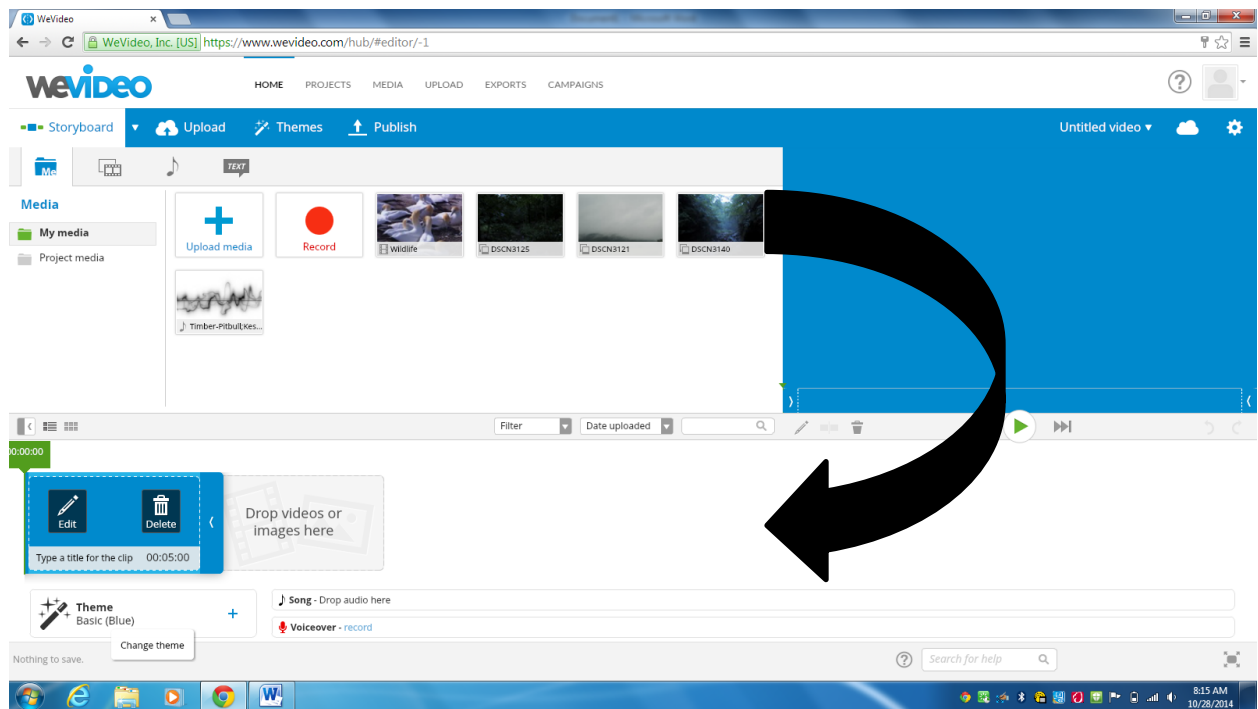 WeVideo
Document - Microsoft Word
WeVideo, Inc. [US] https://www.wevideo.com/hub/#editor/-1
WEVIDEO
HOME PROJECTS MEDIA UPLOAD EXPORTS CAMPAIGNS
?
Storyboard Upload Themes Publish Untitled video
Me TEXT
Media
My media
Project media
Upload media Record Wildlife DSCN3125 DSCN3121 DSCN3140
Timber-Pitbull;Kes...
Filter Date uploaded
00:00:00
Edit Delete
Type a title for the clip 00:05:00
Drop videos or
images here
Theme
Basic (Blue)
+
Song - Drop audio here
Voiceover - record
Change theme
Nothing to save.
? Search for help
W
8:15 AM
10/28/2014